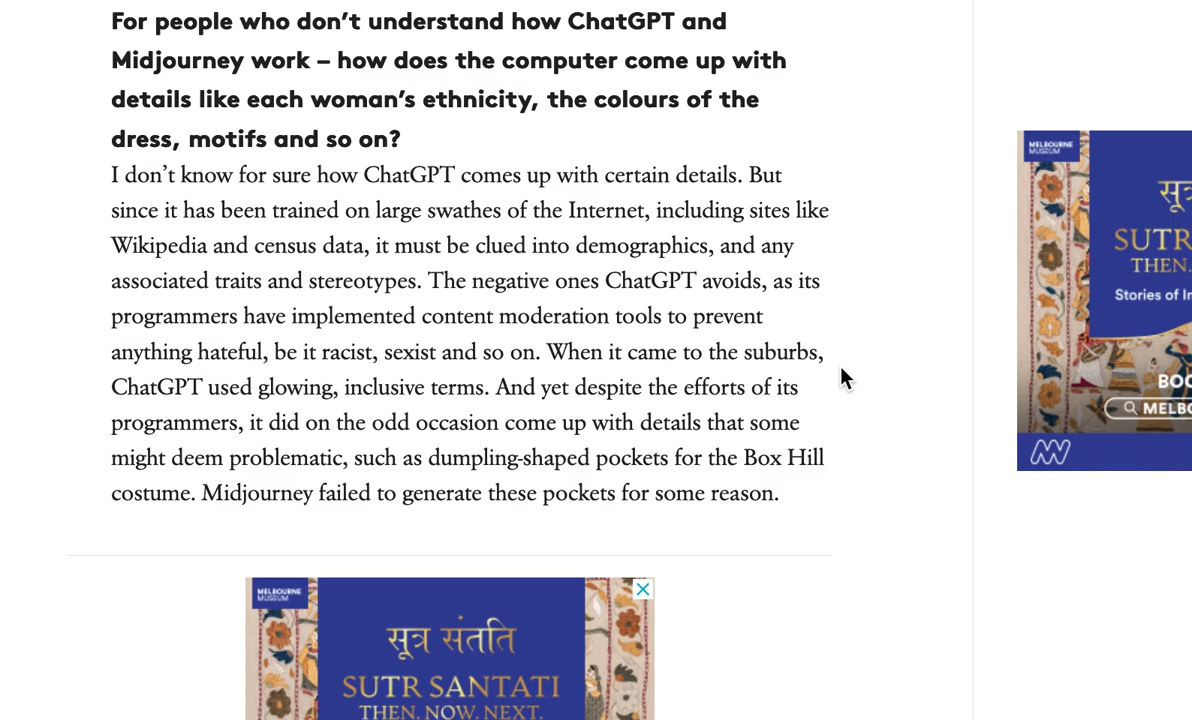 For people who don’t understand how ChatGPT and
Midjourney work – how does the computer come up with
details like each woman’s ethnicity, the colours of the
dress, motifs and so on?
I don’t know for sure how ChatGPT comes up with certain details. But
since it has been trained on large swathes of the Internet, including sites like
Wikipedia and census data, it must be clued into demographics, and any
associated traits and stereotypes. The negative ones ChatGPT avoids, as its
programmers have implemented content moderation tools to prevent
anything hateful, be it racist, sexist and so on. When it came to the suburbs,
ChatGPT used glowing, inclusive terms. And yet despite the efforts of its
programmers, it did on the odd occasion come up with details that some
might deem problematic, such as dumpling-shaped pockets for the Box Hill
costume. Midjourney failed to generate these pockets for some reason.
MELBOURNE
MUSEUM
सूत्र संतति
SUTR SANTATI
THEN. NOW. NEXT.
MELBOURNE
MUSEUM
सूत्र
SUTR
THEN.
Stories of In
BOO
MELBO